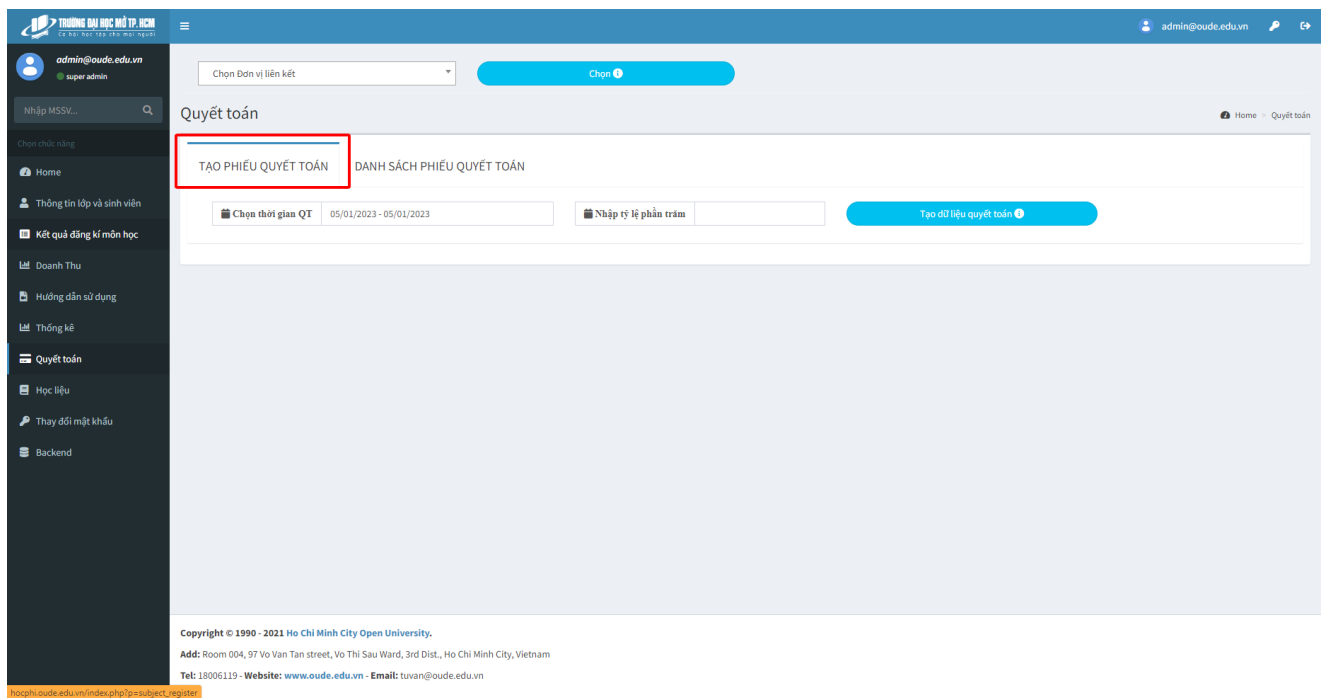 TRƯỜNG ĐẠI HỌC MỞ TP. HCM
Cơ hội học tập cho mọi người
admin@oude.edu.vn
admin@oude.edu.vn
super admin
Chọn Đơn vị liên kết
Chọn
Nhập MSSV...
Quyết toán
Home > Quyết toán
Chọn chức năng
TẠO PHIẾU QUYẾT TOÁN
DANH SÁCH PHIẾU QUYẾT TOÁN
Home
Thông tin lớp và sinh viên
Kết quả đăng kí môn học
Doanh Thu
Hướng dẫn sử dụng
Thống kê
Quyết toán
Học liệu
Thay đổi mật khẩu
Backend
Chọn thời gian QT
05/01/2023 - 05/01/2023
Nhập tỷ lệ phần trăm
Tạo dữ liệu quyết toán
Copyright © 1990 - 2021 Ho Chi Minh City Open University.
Add: Room 004, 97 Vo Van Tan street, Vo Thi Sau Ward, 3rd Dist., Ho Chi Minh City, Vietnam
Tel: 18006119 - Website: www.oude.edu.vn - Email: tuvan@oude.edu.vn
hocphi.oude.edu.vn/index.php?p=subject_register